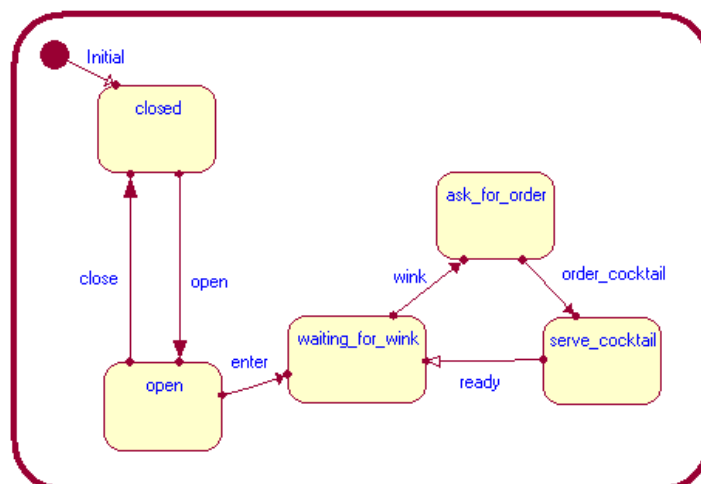 Initial
closed
ask_for_order
close
open
wink
order_cocktail
waiting_for_wink
serve_cocktail
open
enter
ready